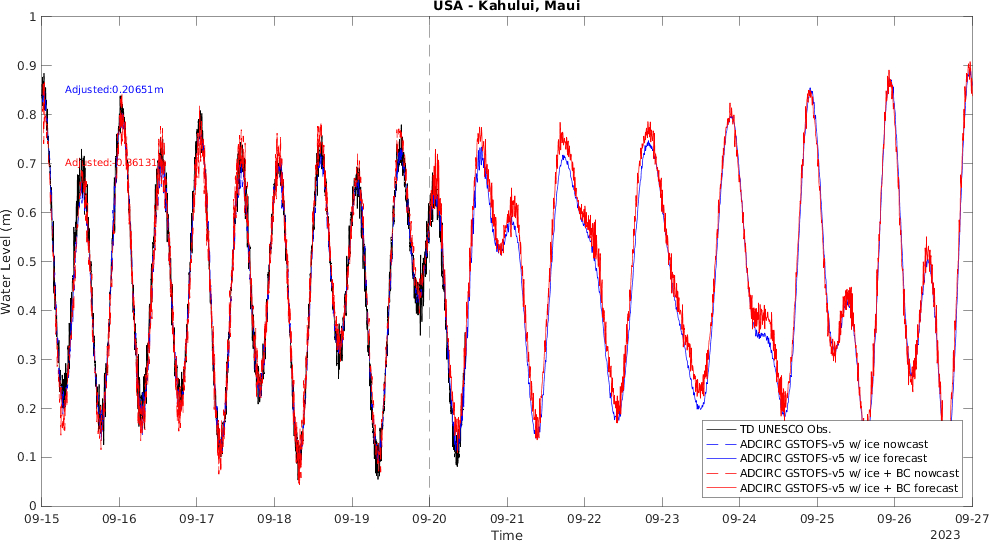 USA - Kahului, Maui
Water Level (m)
1
0.9
0.8
0.7
0.6
0.5
0.4
0.3
0.2
0.1
0
Adjusted:0.20651m
Adjusted:
TD UNESCO Obs.
ADCIRC GSTOFS-v5 w/ ice nowcast
ADCIRC GSTOFS-v5 w/ ice forecast
ADCIRC GSTOFS-v5 w/ ice + BC nowcast
ADCIRC GSTOFS-v5 w/ ice + BC forecast
09-15 09-16 09-17 09-18 09-19 09-20 09-21 09-22 09-23 09-24 09-25 09-26 09-27
Time
2023